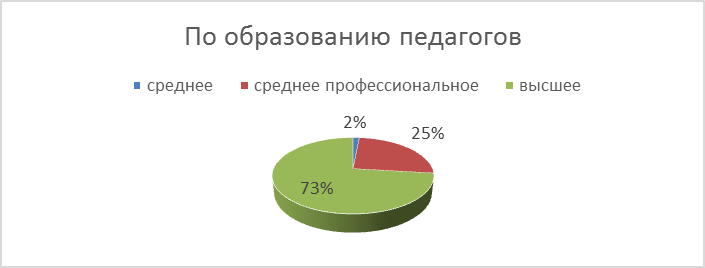 По образованию педагогов
среднее среднее профессиональное высшее
2%
25%
73%